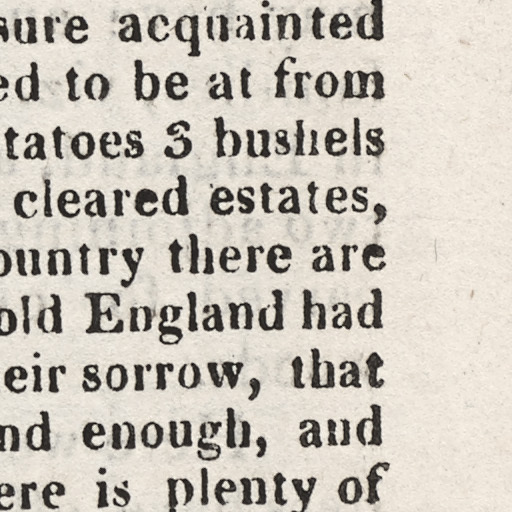 sure acquainted
ed to be at from
tatoes 3 bushels
cleared estates,
ountry there are
old England had
eir sorrow, that
nd enough, and
ere is plenty of